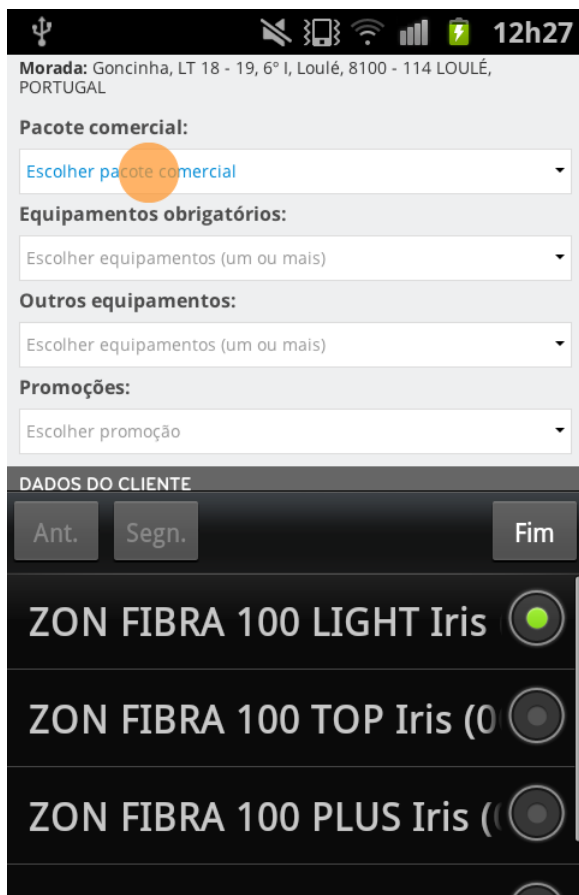 12h27
Morada: Goncinha, LT 18 - 19, 6º I, Loulé, 8100 - 114 LOULÉ,
PORTUGAL
Pacote comercial:
Escolher pacote comercial
Equipamentos obrigatórios:
Escolher equipamentos (um ou mais)
Outros equipamentos:
Escolher equipamentos (um ou mais)
Promoções:
Escolher promoção
DADOS DO CLIENTE
Ant. Segn. Fim
ZON FIBRA 100 LIGHT Iris
ZON FIBRA 100 TOP Iris (0
ZON FIBRA 100 PLUS Iris (